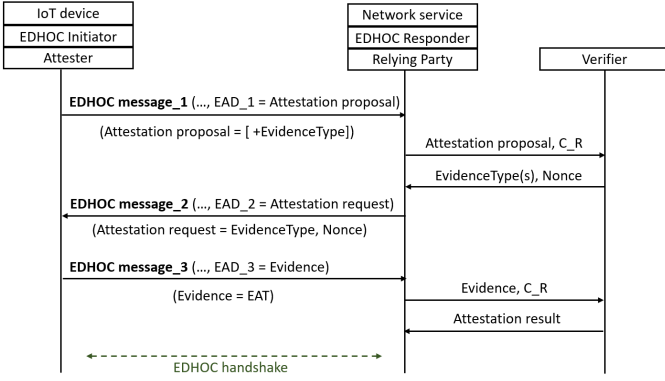 IoT device
EDHOC Initiator
Attester
Network service
EDHOC Responder
Relying Party
Verifier
EDHOC message_1 (..., EAD_1 = Attestation proposal)
(Attestation proposal = [ +EvidenceType])
Attestation proposal, C_R
EvidenceType(s), Nonce
EDHOC message_2 (..., EAD_2 = Attestation request)
(Attestation request = EvidenceType, Nonce)
EDHOC message_3 (..., EAD_3 = Evidence)
(Evidence = EAT)
Evidence, C_R
Attestation result
EDHOC handshake